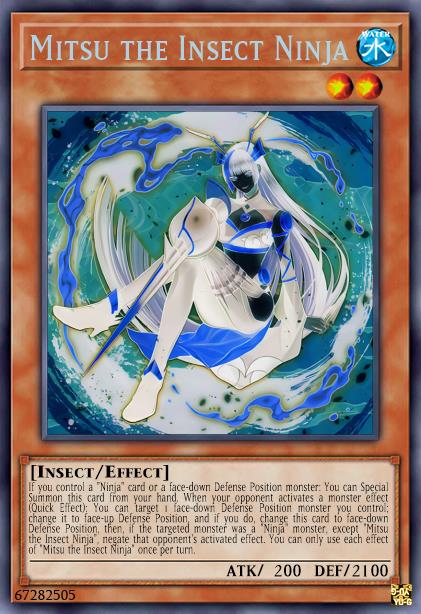 MITSU THE INSECT NINJA
WATER
水
[INSECT/EFFECT]
If you control a "Ninja" card or a face-down Defense Position monster: You can Special
Summon this card from your hand. When your opponent activates a monster effect
(Quick Effect): You can target 1 face-down Defense Position monster you control;
change it to face-up Defense Position, and if you do, change this card to face-down
Defense Position, then, if the targeted monster was a "Ninja" monster, except "Mitsu
the Insect Ninja", negate that opponent's activated effect. You can only use each effect
of "Mitsu the Insect Ninja" once per turn.
ATK/ 200 DEF/2100
67282505